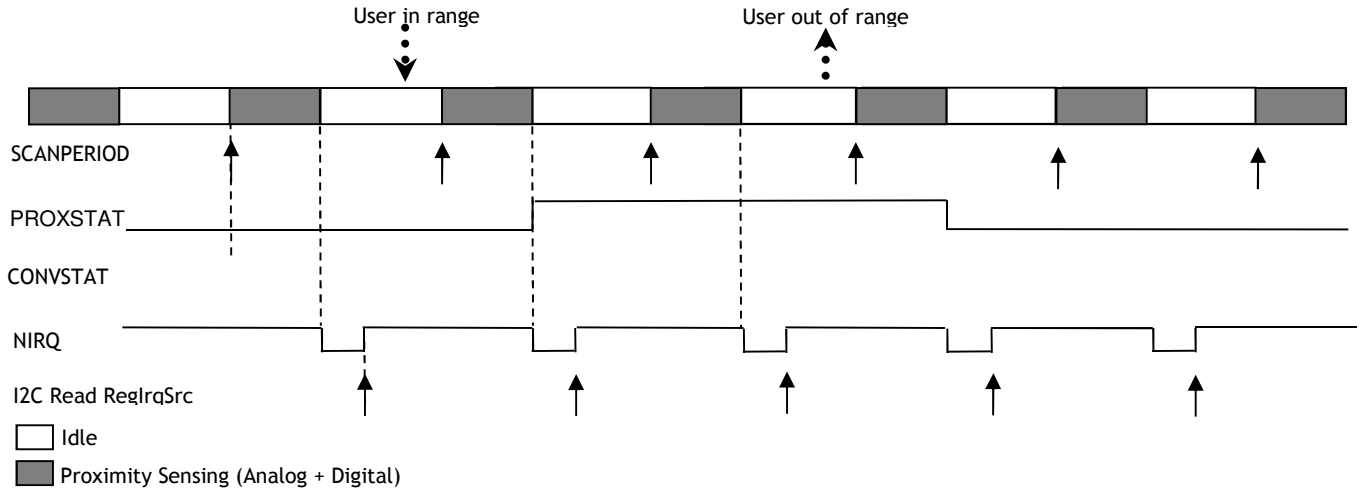 User in range
User out of range
SCANPERIOD
PROXSTAT
CONVSTAT
NIRQ
I2C Read RegIrqSrc
Idle
Proximity Sensing (Analog + Digital)